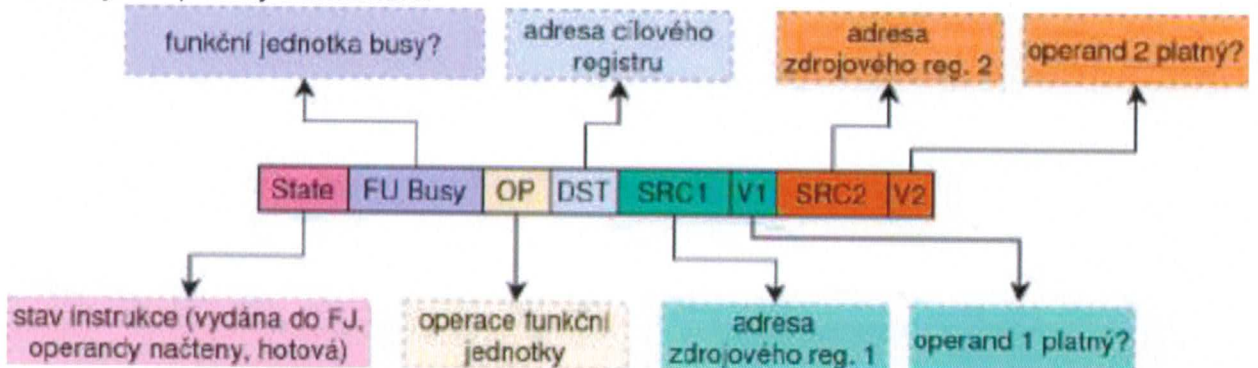 funkční jednotka busy?
adresa cílového
registru
adresa
zdrojového reg. 2
operand 2 platný?
State FU Busy OP DST SRC1 V1 SRC2 V2
stav instrukce (vydána do FJ,
operandy načteny, hotová)
operace funkční
jednotky
adresa
zdrojového reg. 1
operand 1 platný?